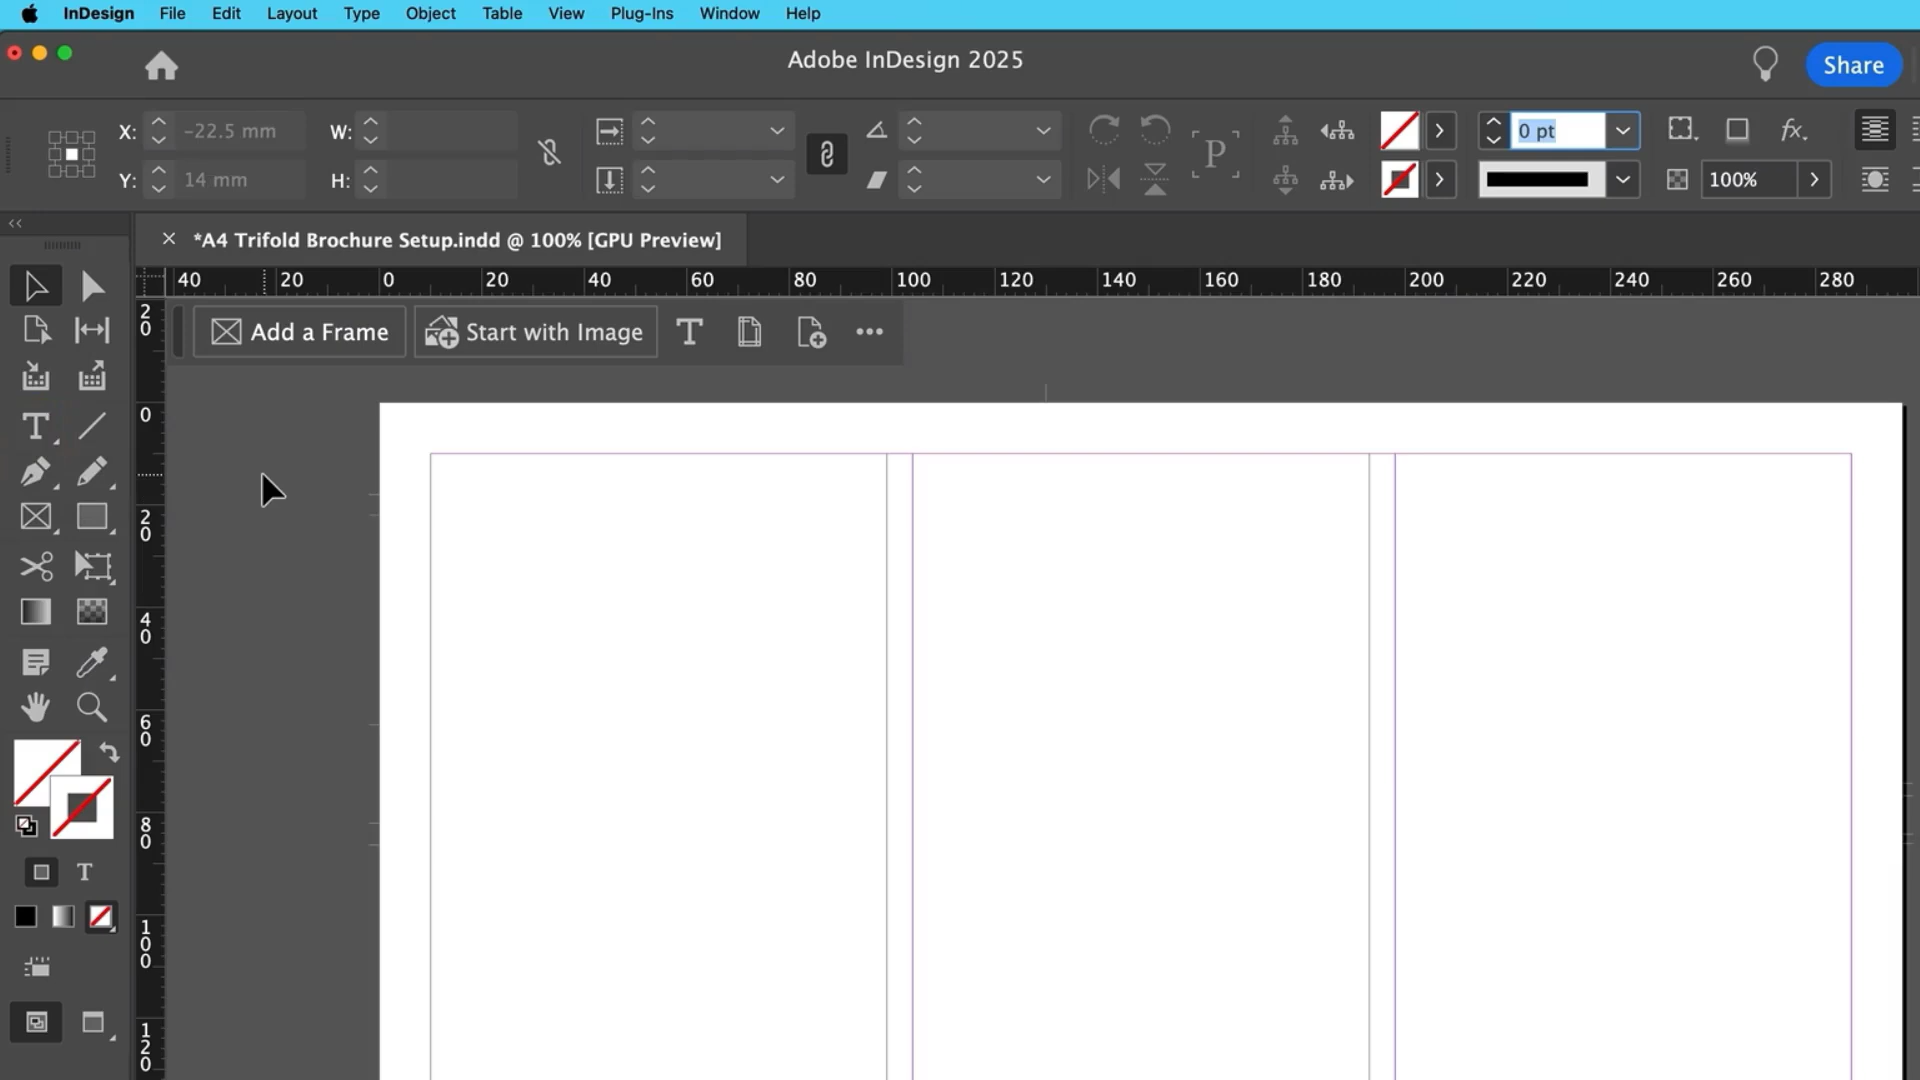 InDesign File Edit Layout Type Object Table View Plug-Ins Window Help
Adobe InDesign 2025
Share
X: -22.5 mm W: 0 pt
Y: 14 mm H: 100%
P
fx
*A4 Trifold Brochure Setup.indd @ 100% [GPU Preview]
40 20 0 20 40 60 80 100 120 140 160 180 200 220 240 260 280
Add a Frame Start with Image T
20
0
20
40
60
80
100
120
T
T